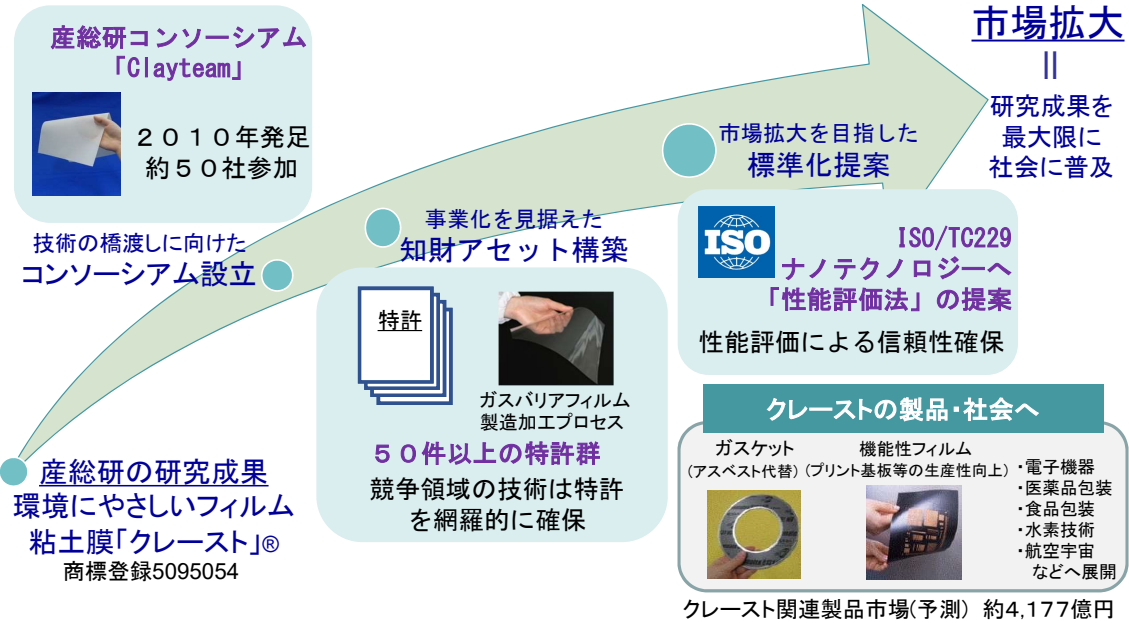 産総研コンソーシアム
「Clayteam」
２０１０年発足
約５０社参加
技術の橋渡しに向けた
コンソーシアム設立
産総研の研究成果
環境にやさしいフィルム
粘土膜「クレースト」®
商標登録5095054
事業化を見据えた
知財アセット構築
特許
ガスバリアフィルム
製造加工プロセス
５０件以上の特許群
競争領域の技術は特許
を網羅的に確保
市場拡大を目指した
標準化提案
ISO
ISO/TC229
ナノテクノロジーへ
「性能評価法」の提案
性能評価による信頼性確保
市場拡大
＝
研究成果を
最大限に
社会に普及
クレーストの製品・社会へ
ガスケット
(アスベスト代替)
機能性フィルム
(プリント基板等の生産性向上)
・電子機器
・医薬品包装
・食品包装
・水素技術
・航空宇宙
などへ展開
クレースト関連製品市場(予測) 約4,177億円